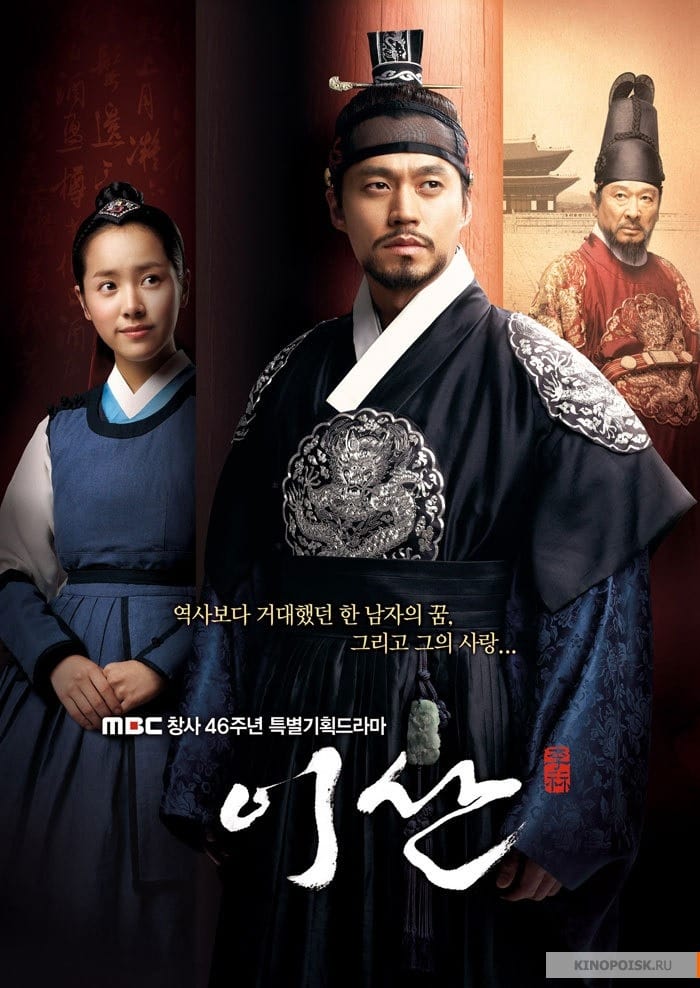 역사보다 거대했던 한 남자의 꿈,
그리고 그의 사랑...
MBC 창사 46주년 특별기획드라마
이산
KINOPOISK.RU